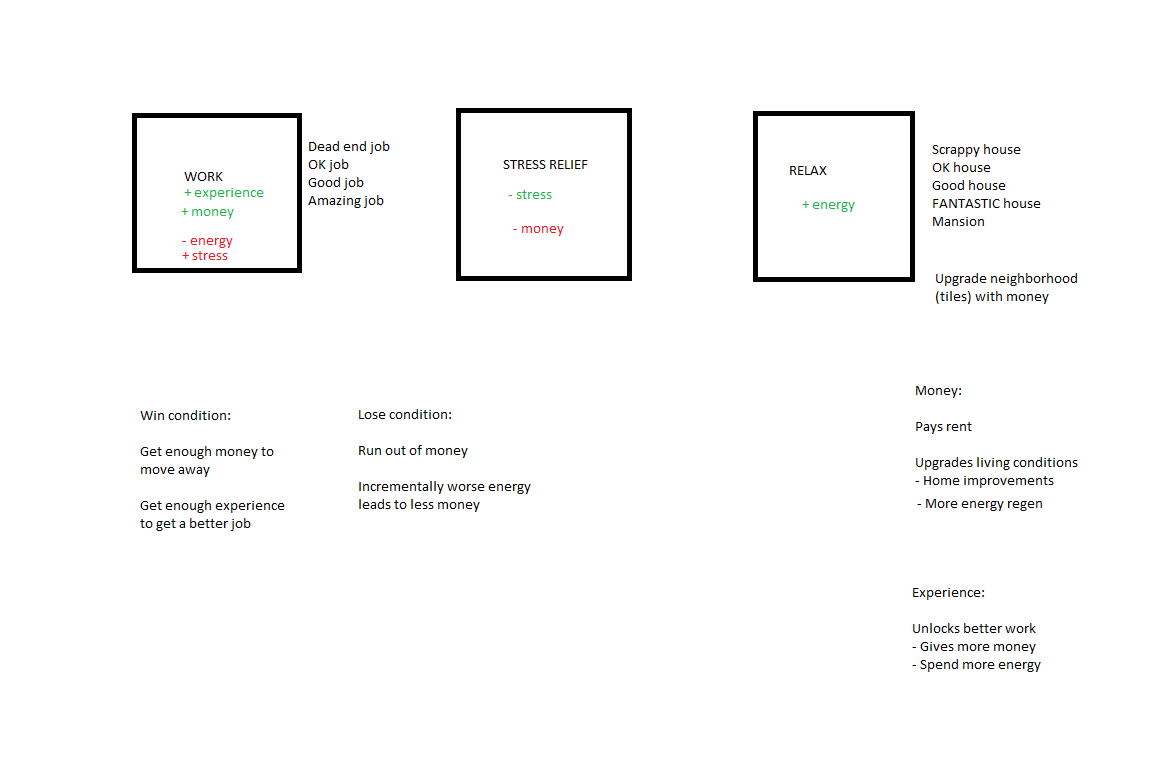 WORK
+ experience
+ money
- energy
+ stress
Dead end job
OK job
Good job
Amazing job
STRESS RELIEF
- stress
- money
RELAX
+ energy
Scrappy house
OK house
Good house
FANTASTIC house
Mansion
Upgrade neighborhood
(tiles) with money
Win condition:
Get enough money to
move away
Get enough experience
to get a better job
Lose condition:
Run out of money
Incrementally worse energy
leads to less money
Money:
Pays rent
Upgrades living conditions
- Home improvements
- More energy regen
Experience:
Unlocks better work
- Gives more money
- Spend more energy